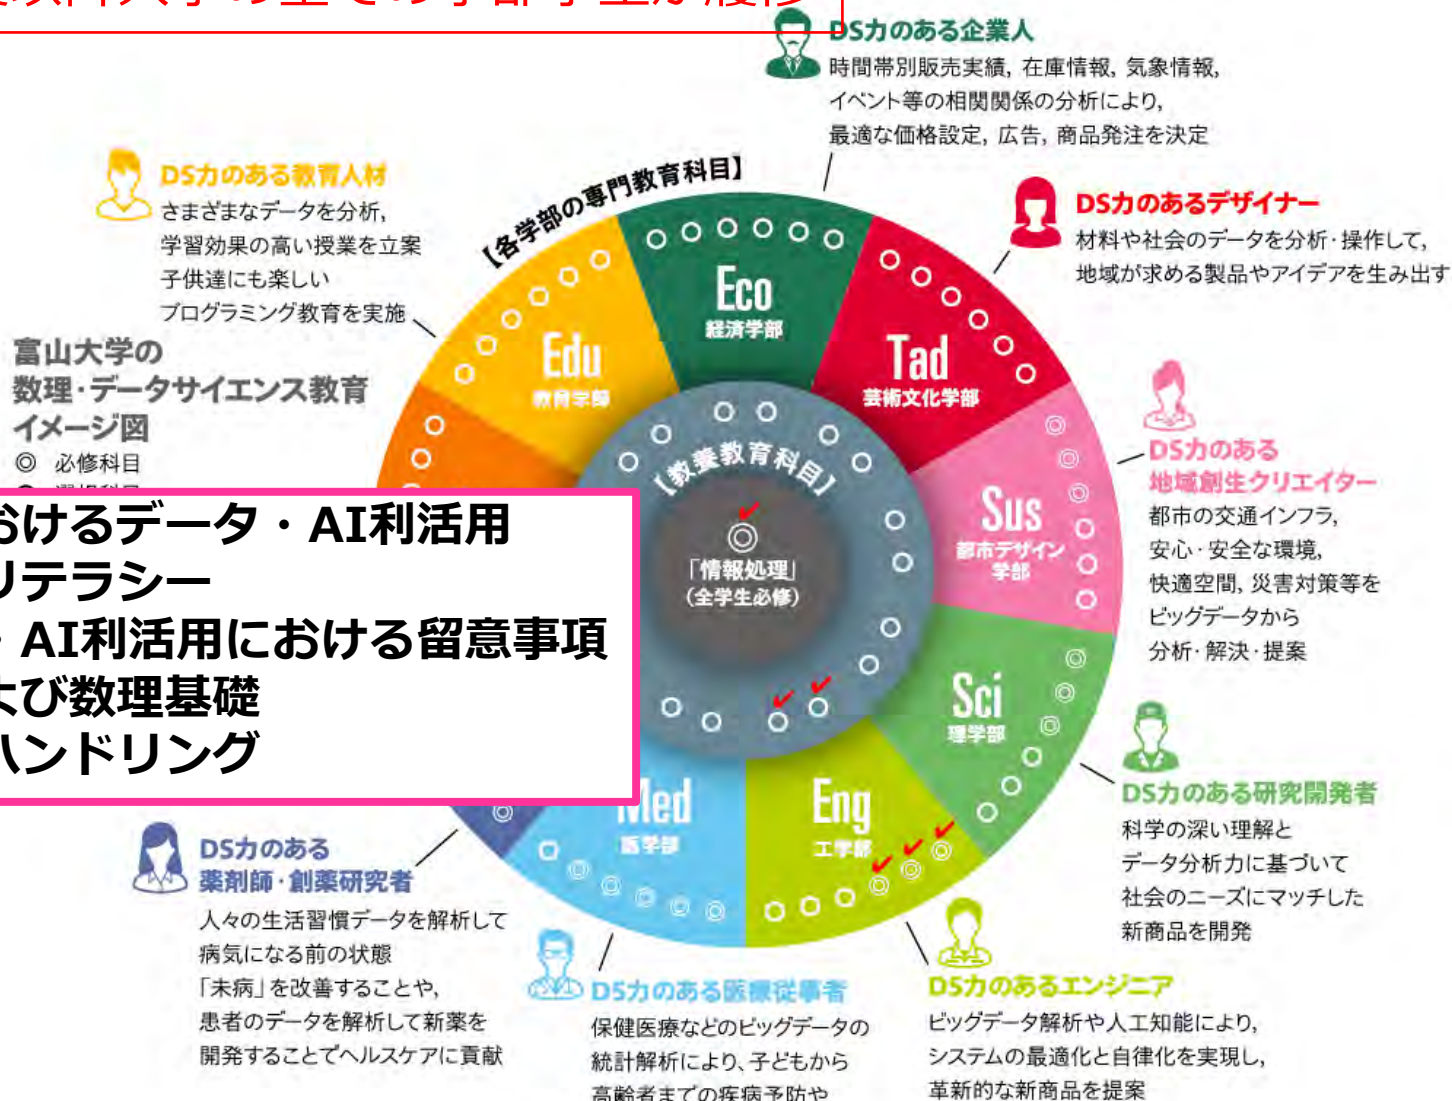 以外大学の全ての学部学生が履修
DS力のある企業人
時間帯別販売実績, 在庫情報, 気象情報,
イベント等の相関関係の分析により,
最適な価格設定, 広告, 商品発注を決定
DS力のある教育人材
さまざまなデータを分析,
学習効果の高い授業を立案
子供達にも楽しい
プログラミング教育を実施
【各学部の専門教育科目】
DS力のあるデザイナー
材料や社会のデータを分析・操作して,
地域が求める製品やアイデアを生み出す
富山大学の
数理・データサイエンス教育
イメージ図
◎ 必修科目
Edu
教育学部
Eco
経済学部
Tad
芸術文化学部
Sus
都市デザイン
学部
Sci
理学部
Eng
工学部
Med
医学部
【教養教育科目】
◎
「情報処理」
(全学生必修)
おけるデータ・AI利活用
リテラシー
・AI利活用における留意事項
よび数理基礎
ハンドリング
DS力のある
地域創生クリエイター
都市の交通インフラ,
安心・安全な環境,
快適空間, 災害対策等を
ビッグデータから
分析・解決・提案
DS力のある研究開発者
科学の深い理解と
データ分析力に基づいて
社会のニーズにマッチした
新商品を開発
DS力のある
薬剤師・創薬研究者
人々の生活習慣データを解析して
病気になる前の状態
「未病」を改善することや,
患者のデータを解析して新薬を
開発することでヘルスケアに貢献
DS力のある医療従事者
保健医療などのビッグデータの
統計解析により、子どもから
高齢者までの疾病予防や
DS力のあるエンジニア
ビッグデータ解析や人工知能により,
システムの最適化と自律化を実現し,
革新的な新商品を提案